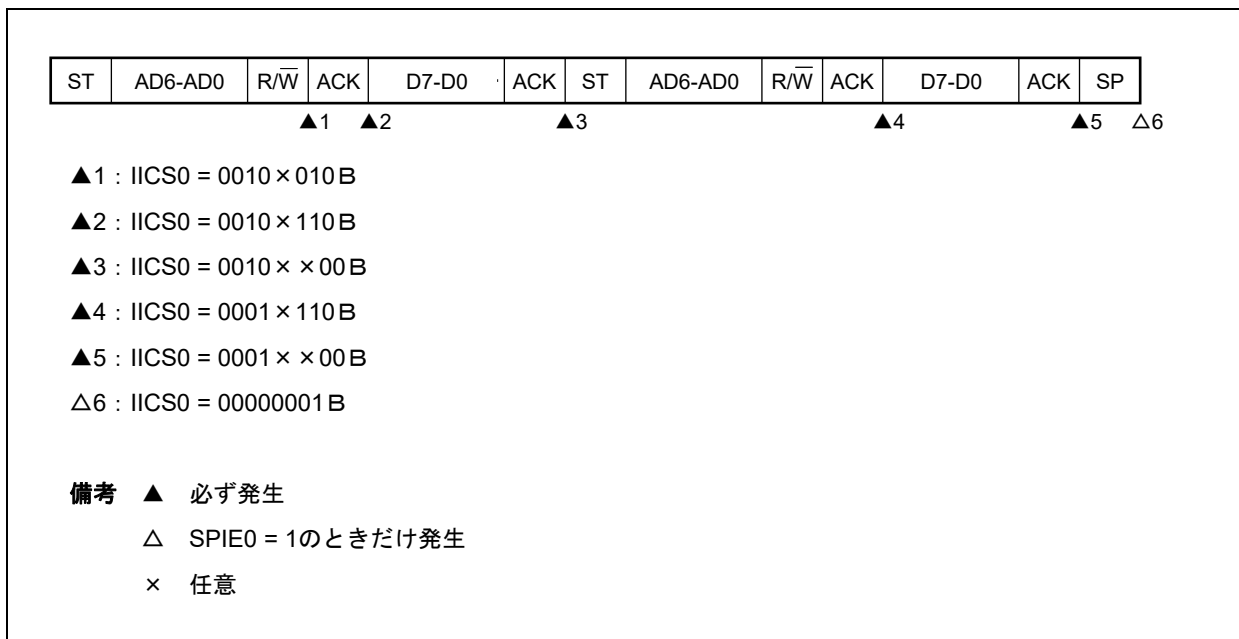 ST AD6-AD0 R/W̅ ACK D7-D0 ACK ST AD6-AD0 R/W̅ ACK D7-D0 ACK SP
▲1 ▲2 ▲3 ▲4 ▲5 △6
▲1：IICS0 = 0010×010B
▲2：IICS0 = 0010×110B
▲3：IICS0 = 0010××00B
▲4：IICS0 = 0001×110B
▲5：IICS0 = 0001××00B
△6：IICS0 = 00000001B
備考 ▲ 必ず発生
△ SPIE0 = 1のときだけ発生
× 任意